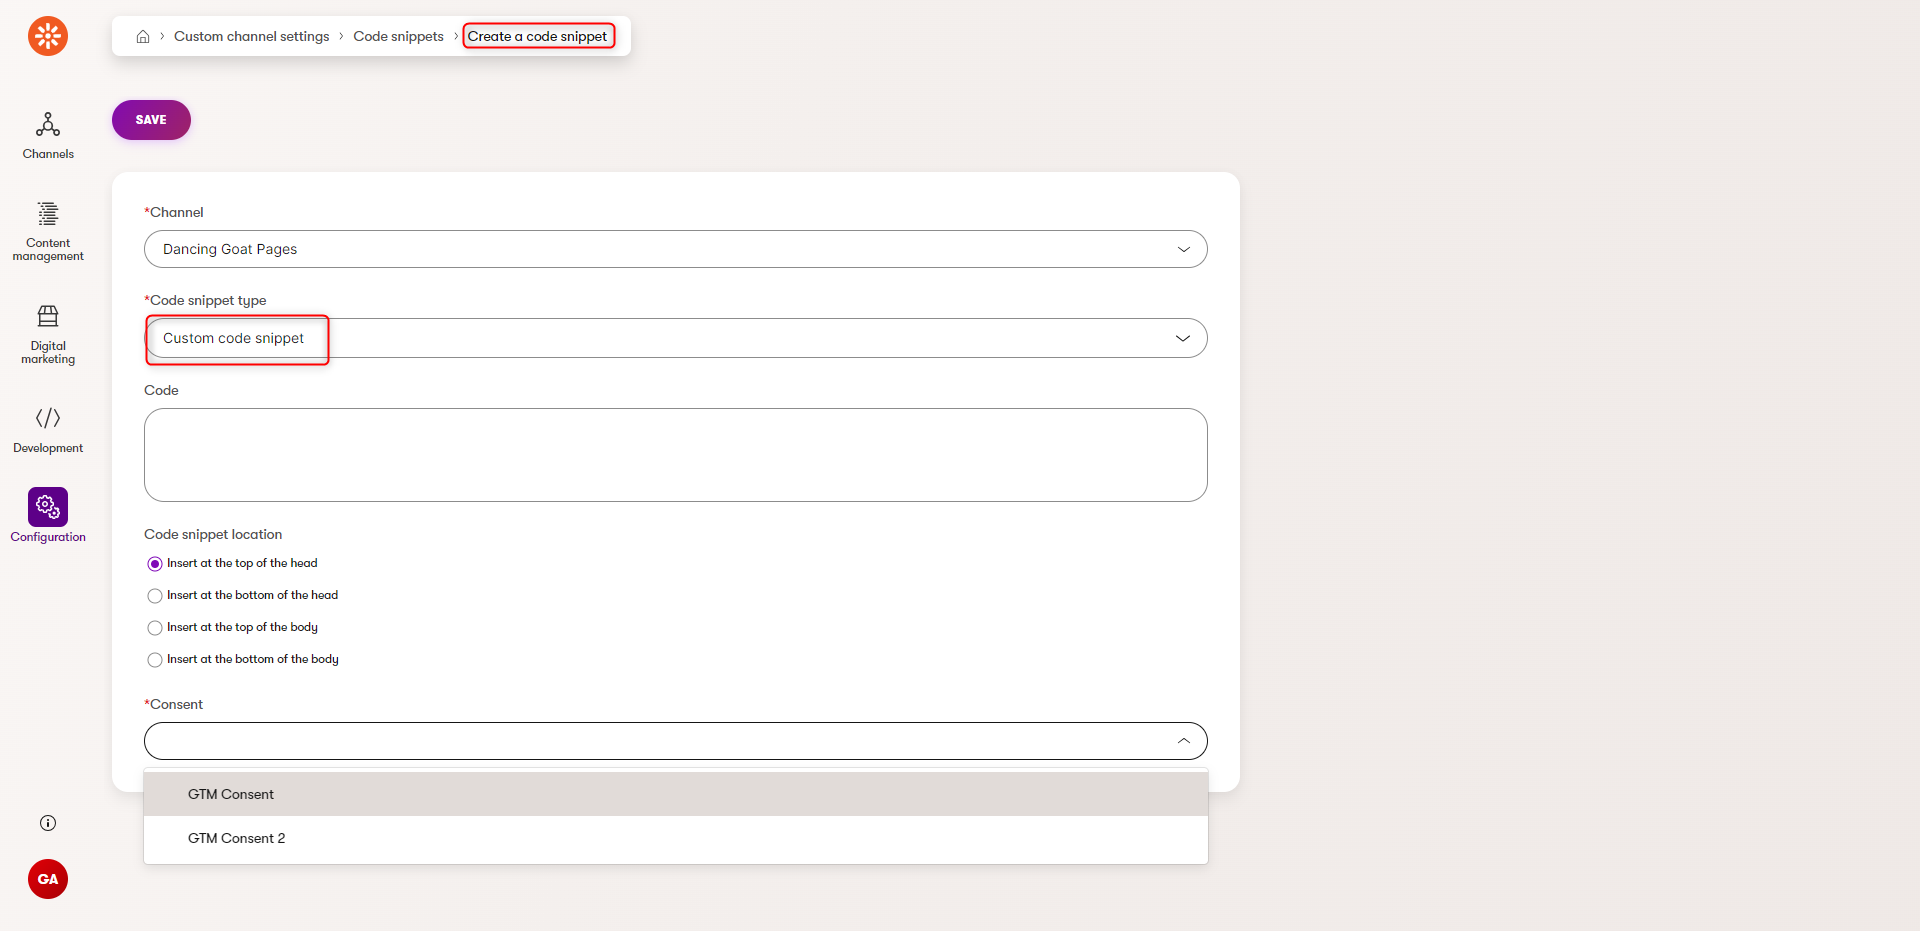 Custom channel settings
Code snippets
Create a code snippet
SAVE
Channels
Content
management
Digital
marketing
Development
Configuration
GA
*Channel
Dancing Goat Pages
*Code snippet type
Custom code snippet
Code
Code snippet location
Insert at the top of the head
Insert at the bottom of the head
Insert at the top of the body
Insert at the bottom of the body
*Consent
GTM Consent
GTM Consent 2